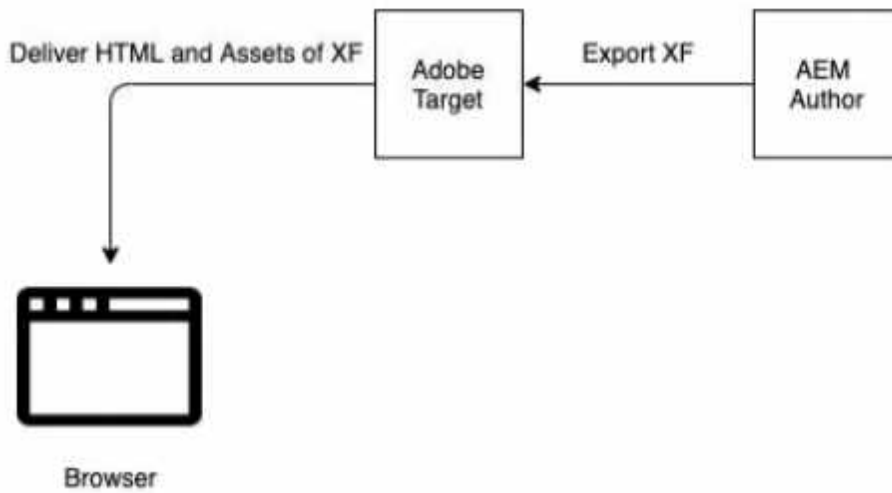 Deliver HTML and Assets of XF
Adobe
Target
Export XF
AEM
Author
Browser